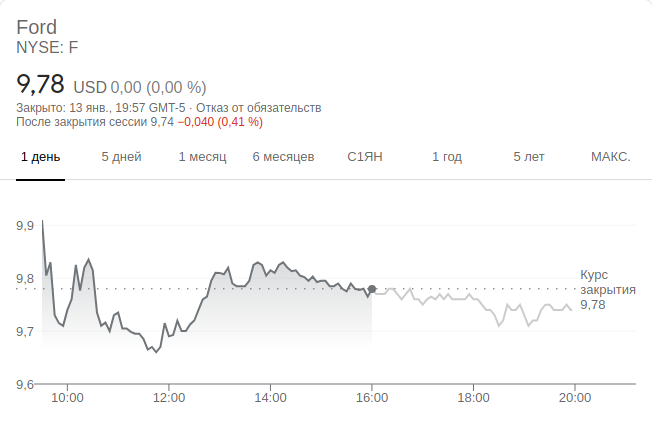 Ford
NYSE: F
9,78 USD 0,00 (0,00 %)
Закрыто: 13 янв., 19:57 GMT-5 · Отказ от обязательств
После закрытия сессии 9,74 −0,040 (0,41 %)
1 день 5 дней 1 месяц 6 месяцев С1ЯН 1 год 5 лет МАКС.
9,9
9,8
9,7
9,6
Курс
закрытия
9,78
10:00 12:00 14:00 16:00 18:00 20:00